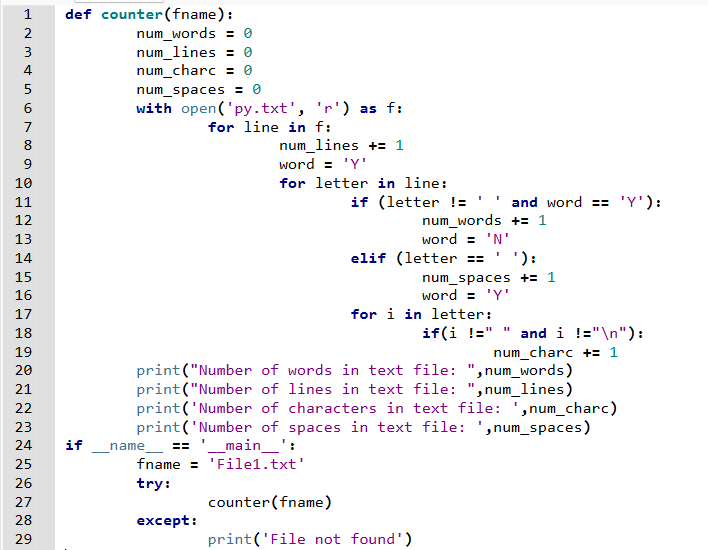 1 def counter(fname):
2 num_words = 0
3 num_lines = 0
4 num_charc = 0
5 num_spaces = 0
6 with open('py.txt', 'r') as f:
7 for line in f:
8 num_lines += 1
9 word = 'Y'
10 for letter in line:
11 if (letter != ' ' and word == 'Y'):
12 num_words += 1
13 word = 'N'
14 elif (letter == ' '):
15 num_spaces += 1
16 word = 'Y'
17 for i in letter:
18 if(i !=" " and i !="\n"):
19 num_charc += 1
20 print("Number of words in text file: ",num_words)
21 print("Number of lines in text file: ",num_lines)
22 print('Number of characters in text file: ',num_charc)
23 print('Number of spaces in text file: ',num_spaces)
24 if __name__ == '__main__':
25 fname = 'File1.txt'
26 try:
27 counter(fname)
28 except:
29 print('File not found')